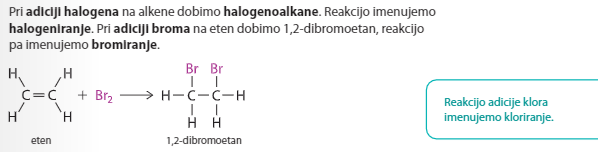 Pri adiciji halogena na alkene dobimo halogenoalkane. Reakcijo imenujemo
halogeniranje. Pri adiciji broma na eten dobimo 1,2-dibromoetan, reakcijo
pa imenujemo bromiranje.
Br Br
H H
C=C + Br₂ ⟶ H–C–C–H
H H H H
eten 1,2-dibromoetan
Reakcijo adicije klora
imenujemo kloriranje.